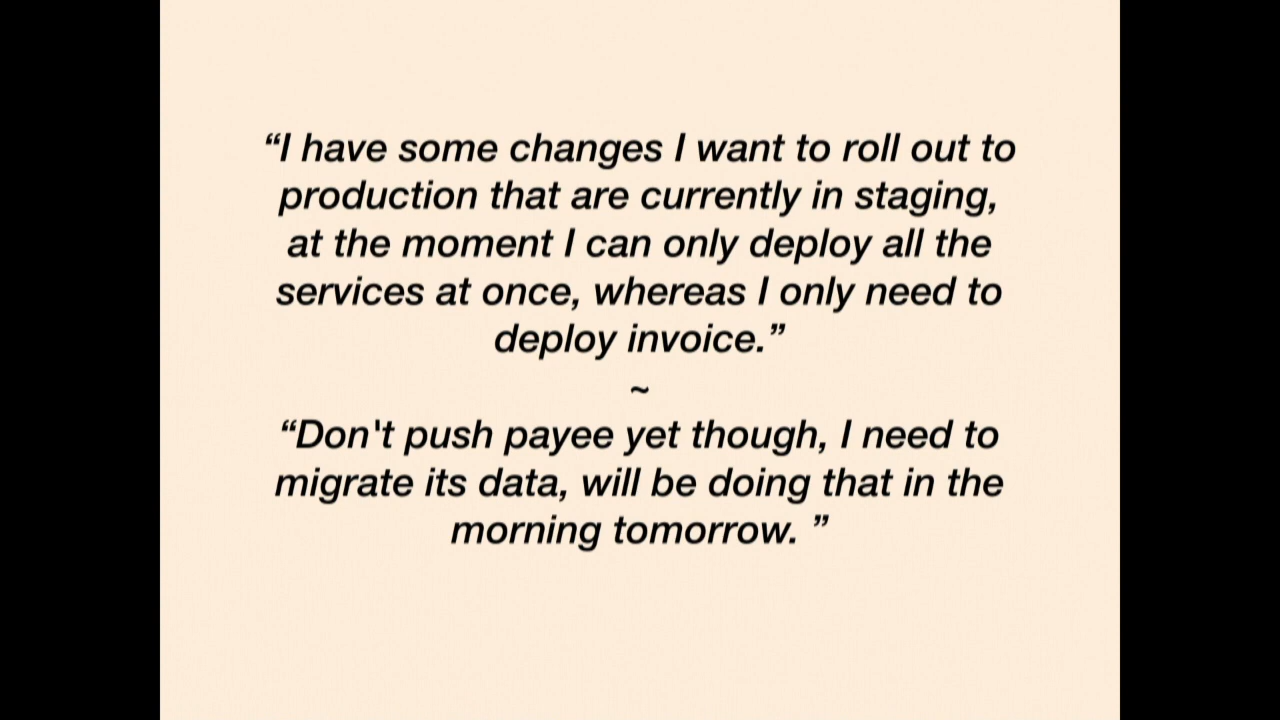 “I have some changes I want to roll out to
production that are currently in staging,
at the moment I can only deploy all the
services at once, whereas I only need to
deploy invoice.”
~
“Don't push payee yet though, I need to
migrate its data, will be doing that in the
morning tomorrow. ”